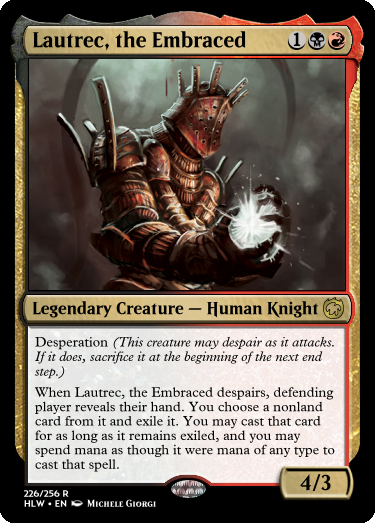 Lautrec, the Embraced 1
Legendary Creature — Human Knight
Desperation (This creature may despair as it attacks.
If it does, sacrifice it at the beginning of the next end
step.)
When Lautrec, the Embraced despairs, defending
player reveals their hand. You choose a nonland
card from it and exile it. You may cast that card
for as long as it remains exiled, and you may
spend mana as though it were mana of any type to
cast that spell.
4/3
226/256 R
HLW • EN Michele Giorgi